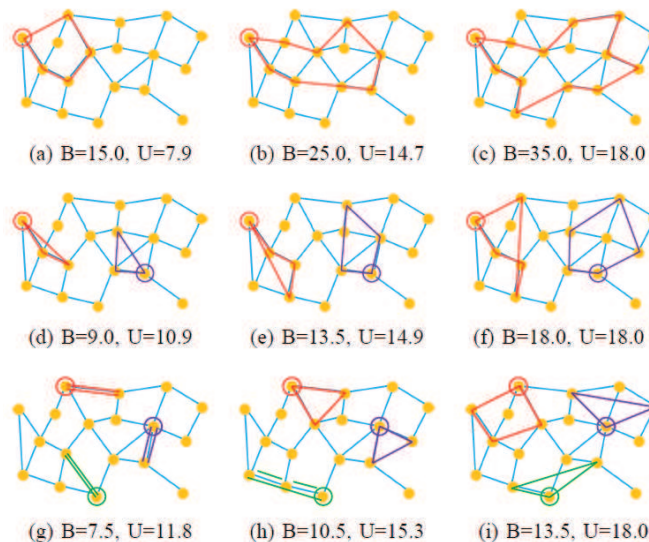 (a) B=15.0, U=7.9
(b) B=25.0, U=14.7
(c) B=35.0, U=18.0
(d) B=9.0, U=10.9
(e) B=13.5, U=14.9
(f) B=18.0, U=18.0
(g) B=7.5, U=11.8
(h) B=10.5, U=15.3
(i) B=13.5, U=18.0